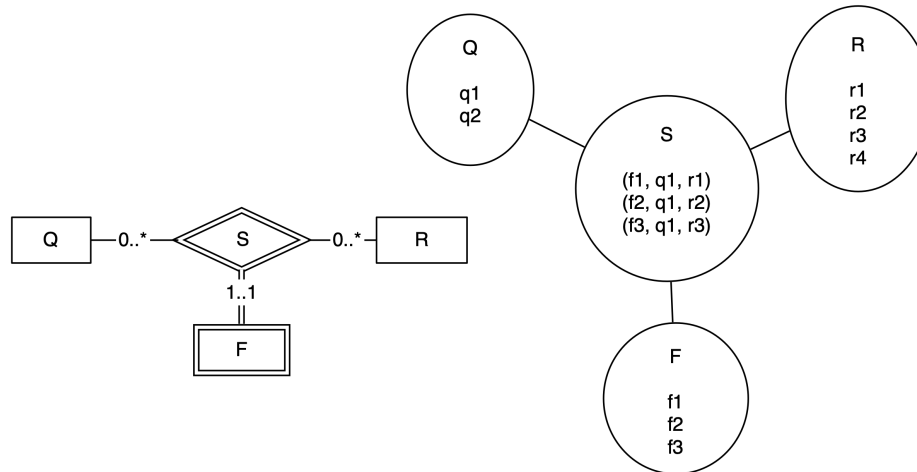 Q
q1
q2
R
r1
r2
r3
r4
S
(f1, q1, r1)
(f2, q1, r2)
(f3, q1, r3)
Q
0..*
S
0..*
R
1..1
F
F
f1
f2
f3